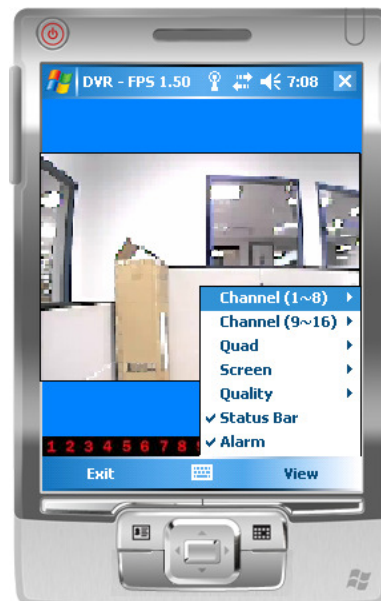 DVR - FPS 1.50 7:08
Channel (1~8)
Channel (9~16)
Quad
Screen
Quality
Status Bar
Alarm
1 2 3 4 5 6 7 8
Exit View